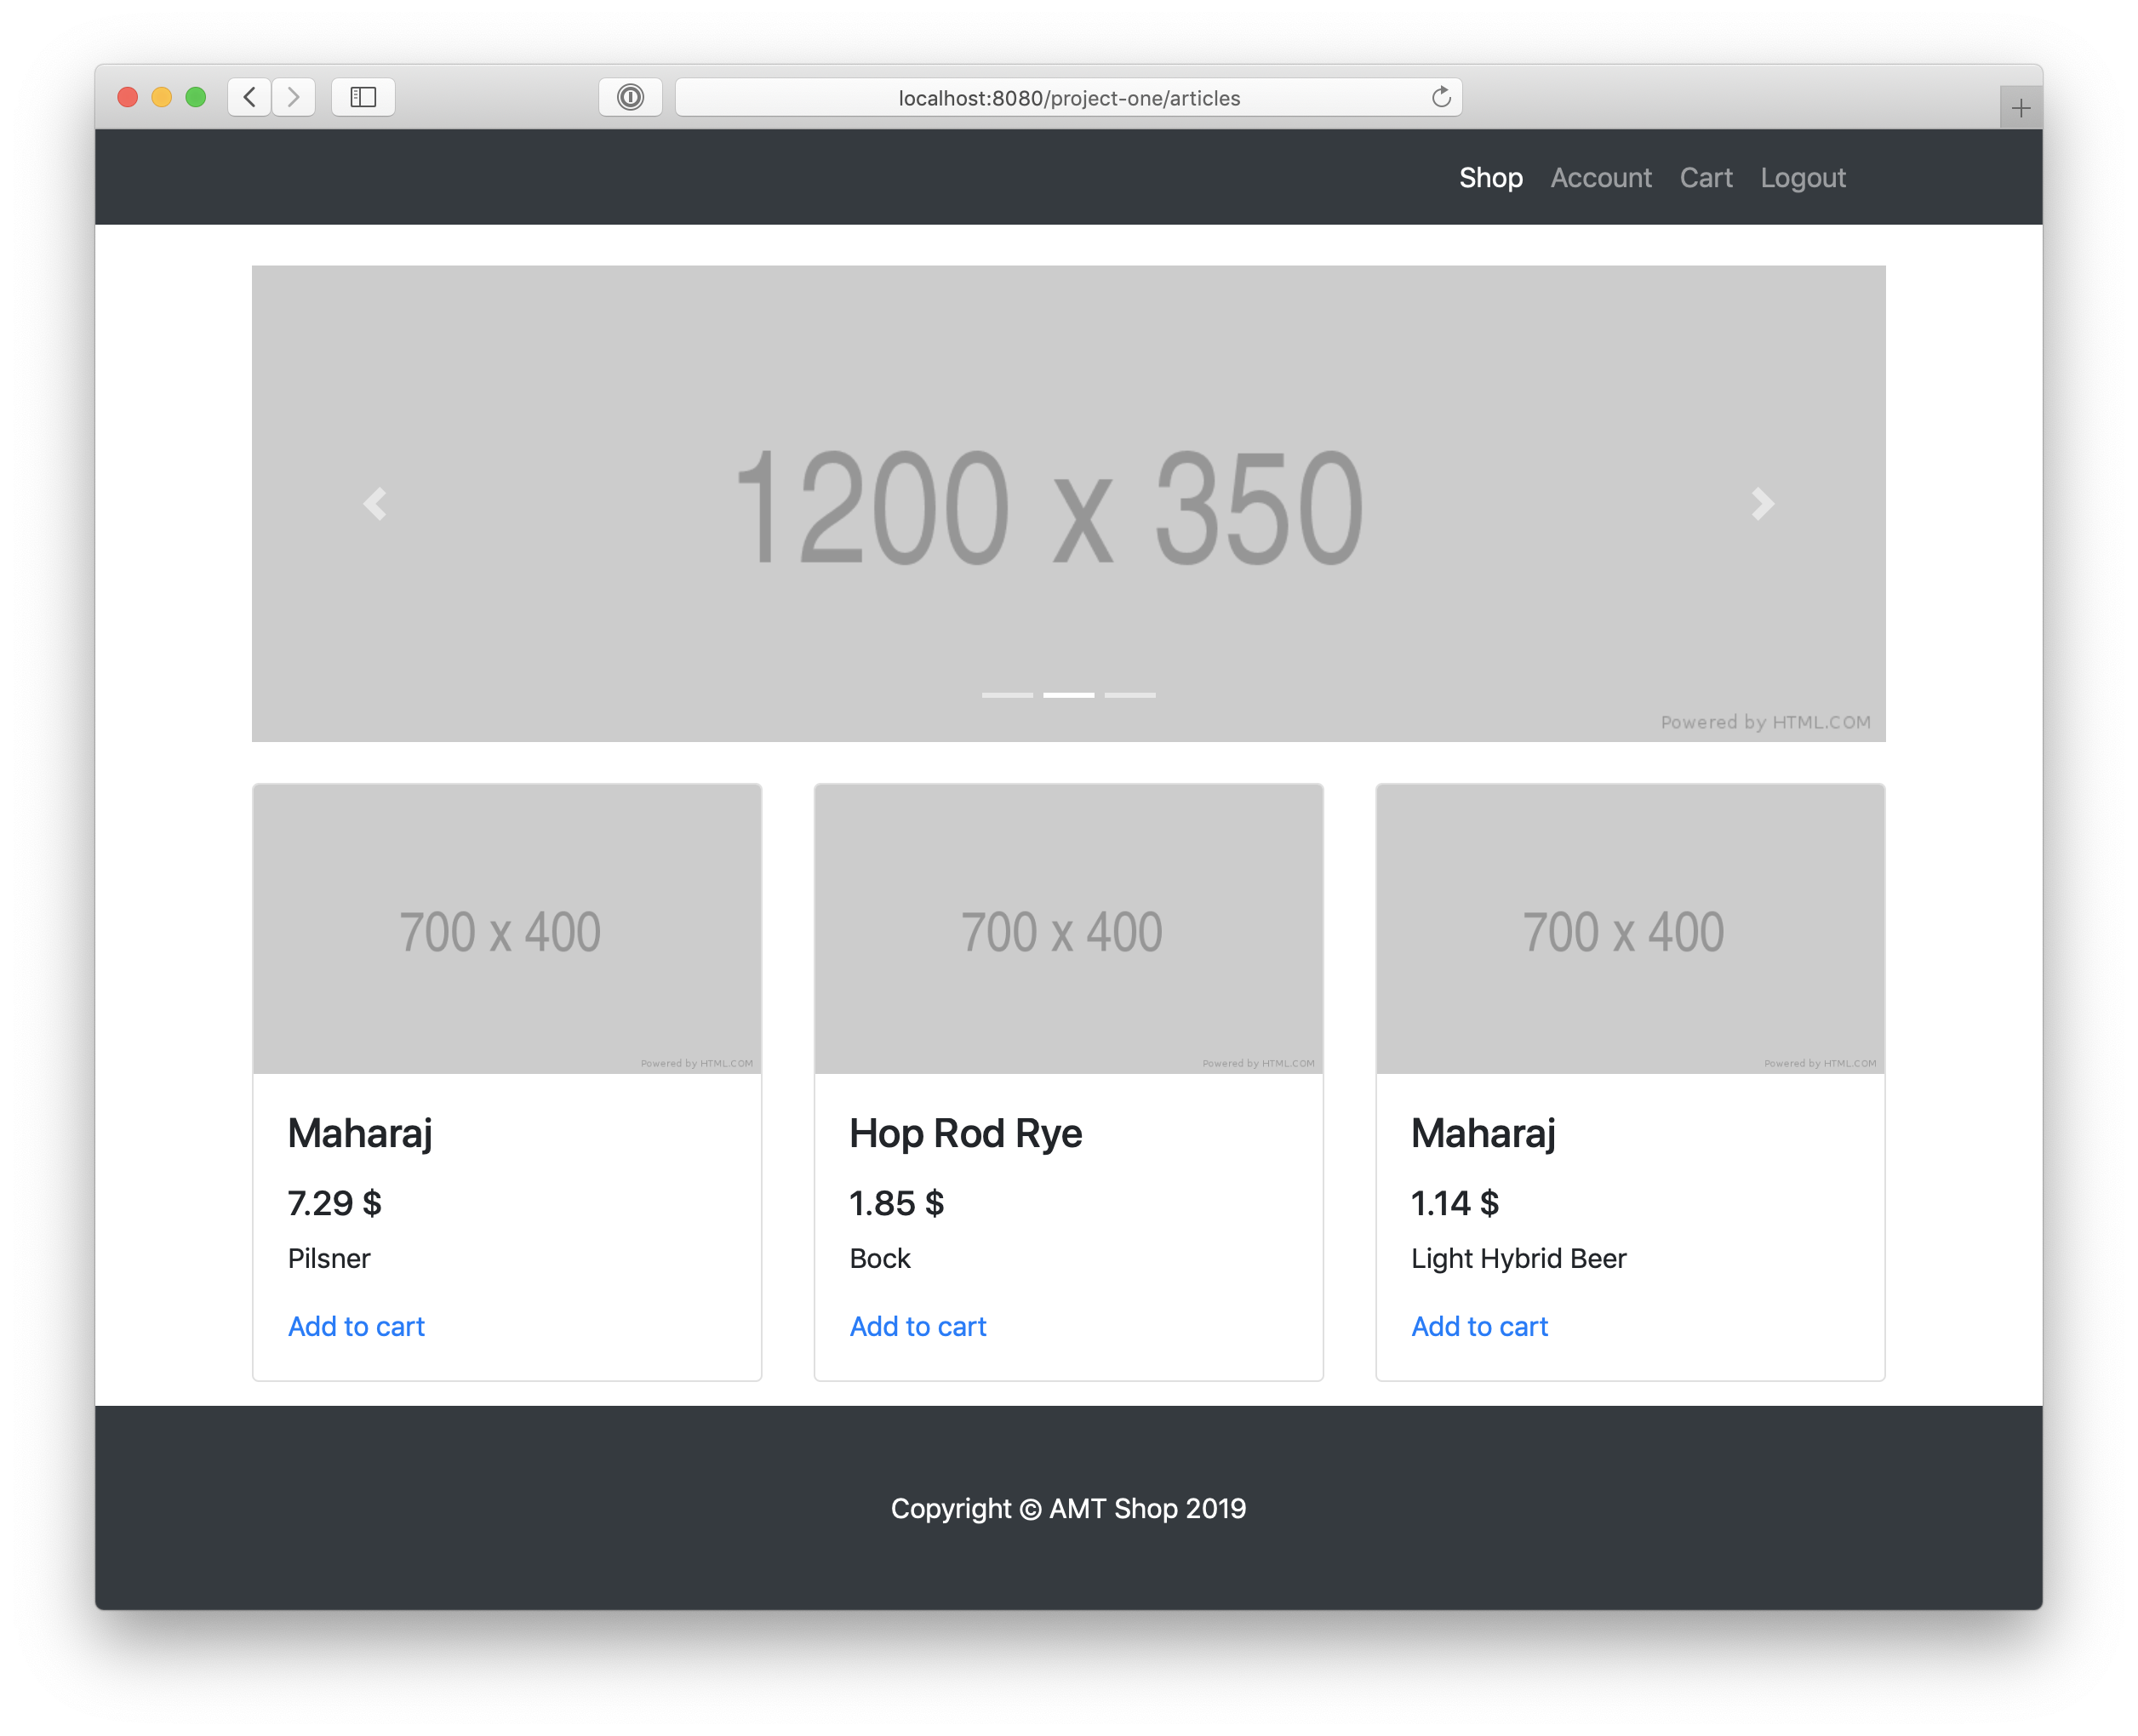 localhost:8080/project-one/articles
Shop Account Cart Logout
1200 x 350
Powered by HTML.COM
700 x 400
Powered by HTML.COM
Maharaj
7.29 $
Pilsner
Add to cart
700 x 400
Powered by HTML.COM
Hop Rod Rye
1.85 $
Bock
Add to cart
700 x 400
Powered by HTML.COM
Maharaj
1.14 $
Light Hybrid Beer
Add to cart
Copyright © AMT Shop 2019